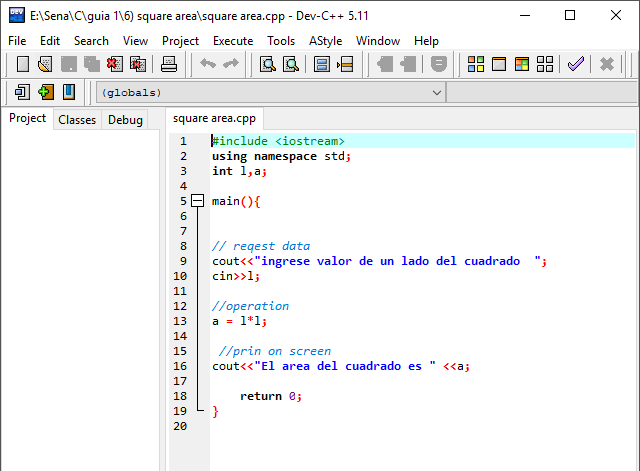 E:\Sena\C\guia 1\6) square area\square area.cpp - Dev-C++ 5.11
File Edit Search View Project Execute Tools AStyle Window Help
(globals)
Project Classes Debug
square area.cpp
1 #include <iostream>
2 using namespace std;
3 int l,a;
4
5 main(){
6
7
8 // reqest data
9 cout<<"ingrese valor de un lado del cuadrado  ";
10 cin>>l;
11
12 //operation
13 a = l*l;
14
15  //prin on screen
16 cout<<"El area del cuadrado es " <<a;
17
18     return 0;
19 }
20